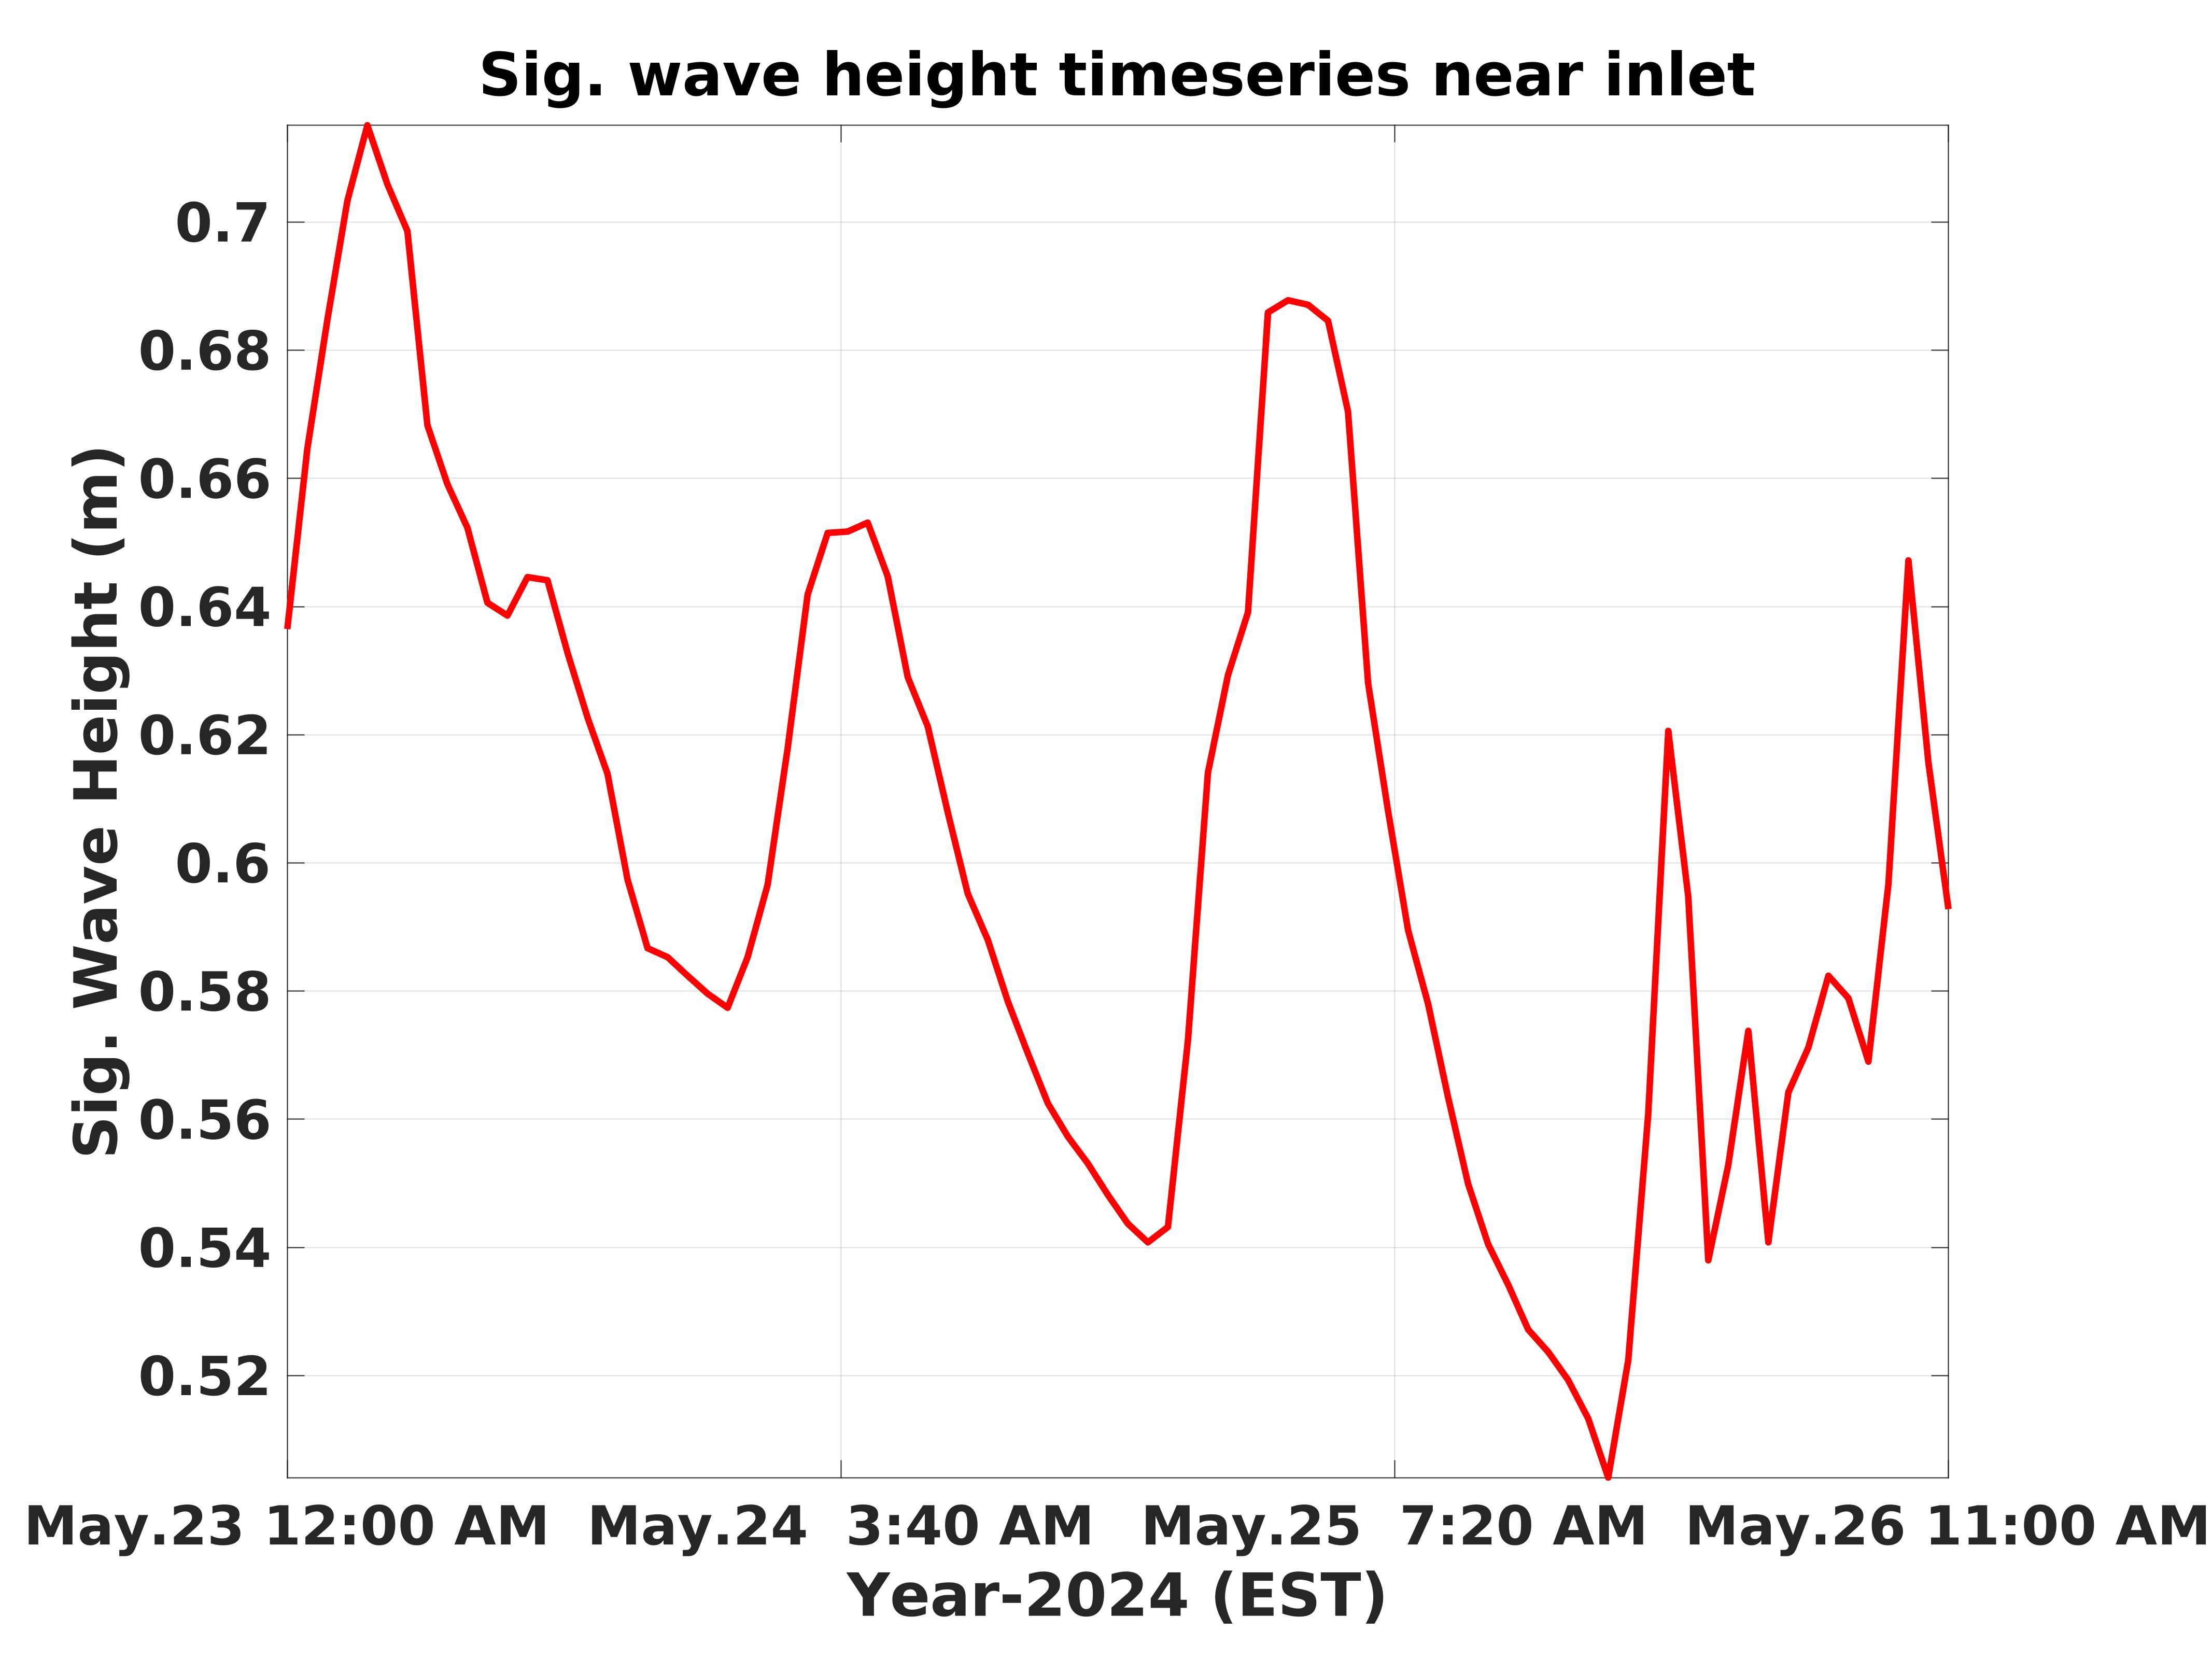 Sig. wave height timeseries near inlet
Sig. Wave Height (m)
0.7
0.68
0.66
0.64
0.62
0.6
0.58
0.56
0.54
0.52
May.23 12:00 AM May.24 3:40 AM May.25 7:20 AM May.26 11:00 AM
Year-2024 (EST)